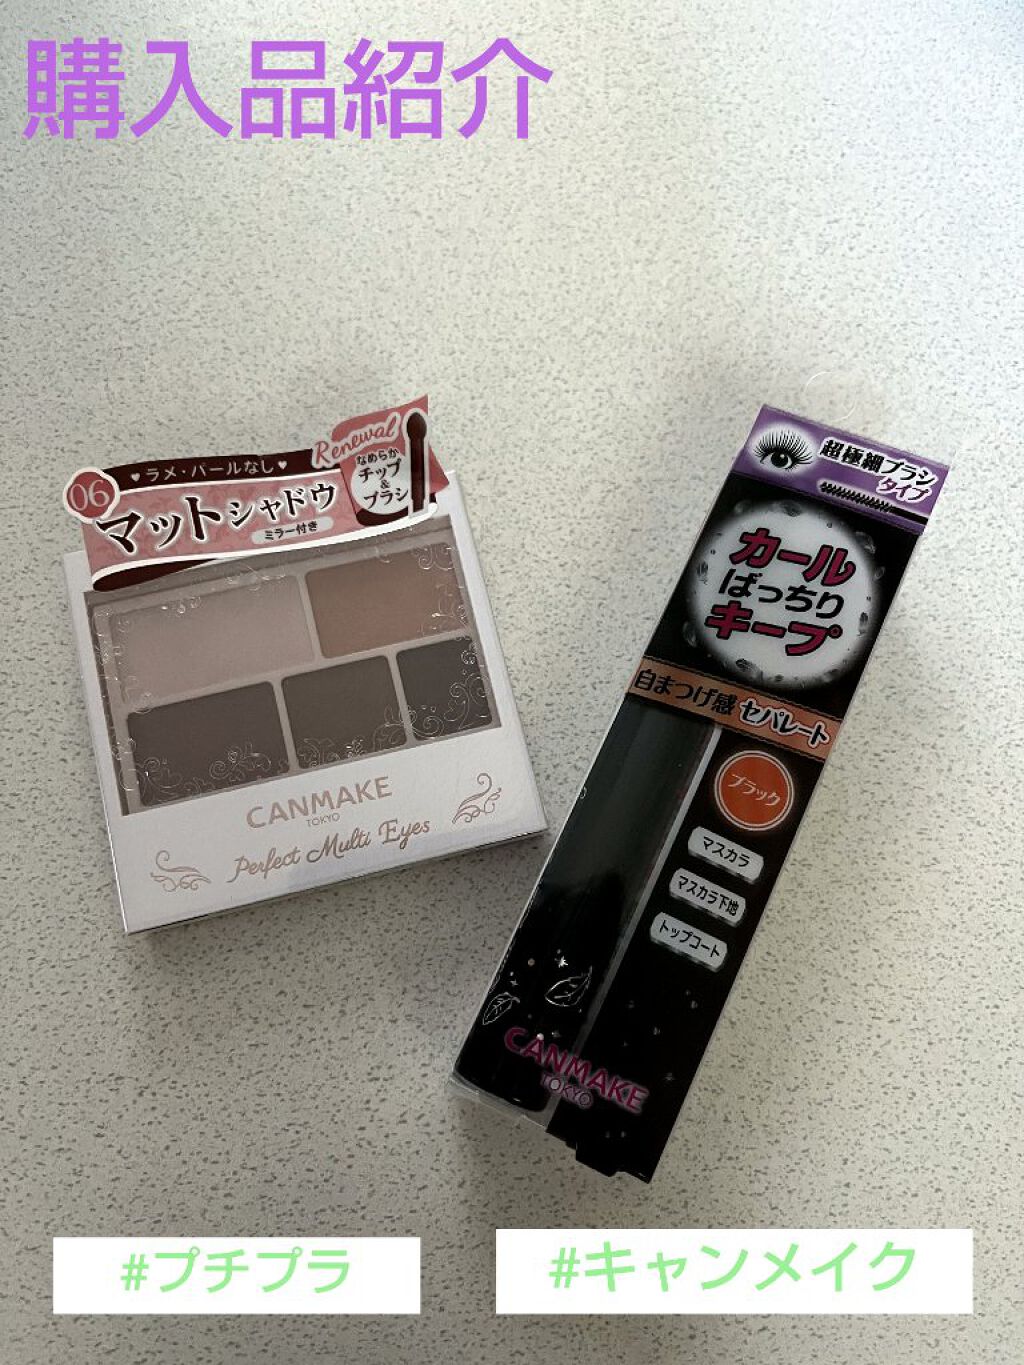 購入品紹介
Renewal
♥ラメ・パールなし♥
なめらか
チップ
&
ブラシ
06
マットシャドウ
ミラー付き
CANMAKE
TOKYO
Perfect Multi Eyes
超極細ブラシ
タイプ
カール
ばっちり
キープ
自まつげ感 セパレート
ブラック
マスカラ
マスカラ下地
トップコート
CANMAKE
TOKYO
#プチプラ
#キャンメイク